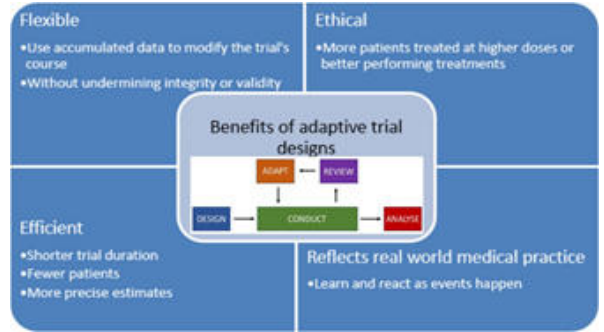 Flexible
•Use accumulated data to modify the trial's
course
•Without undermining integrity or validity
Ethical
•More patients treated at higher doses or
better performing treatments
Benefits of adaptive trial
designs
ADAPT
REVIEW
DESIGN
CONDUCT
ANALYSE
Efficient
•Shorter trial duration
•Fewer patients
•More precise estimates
Reflects real world medical practice
•Learn and react as events happen